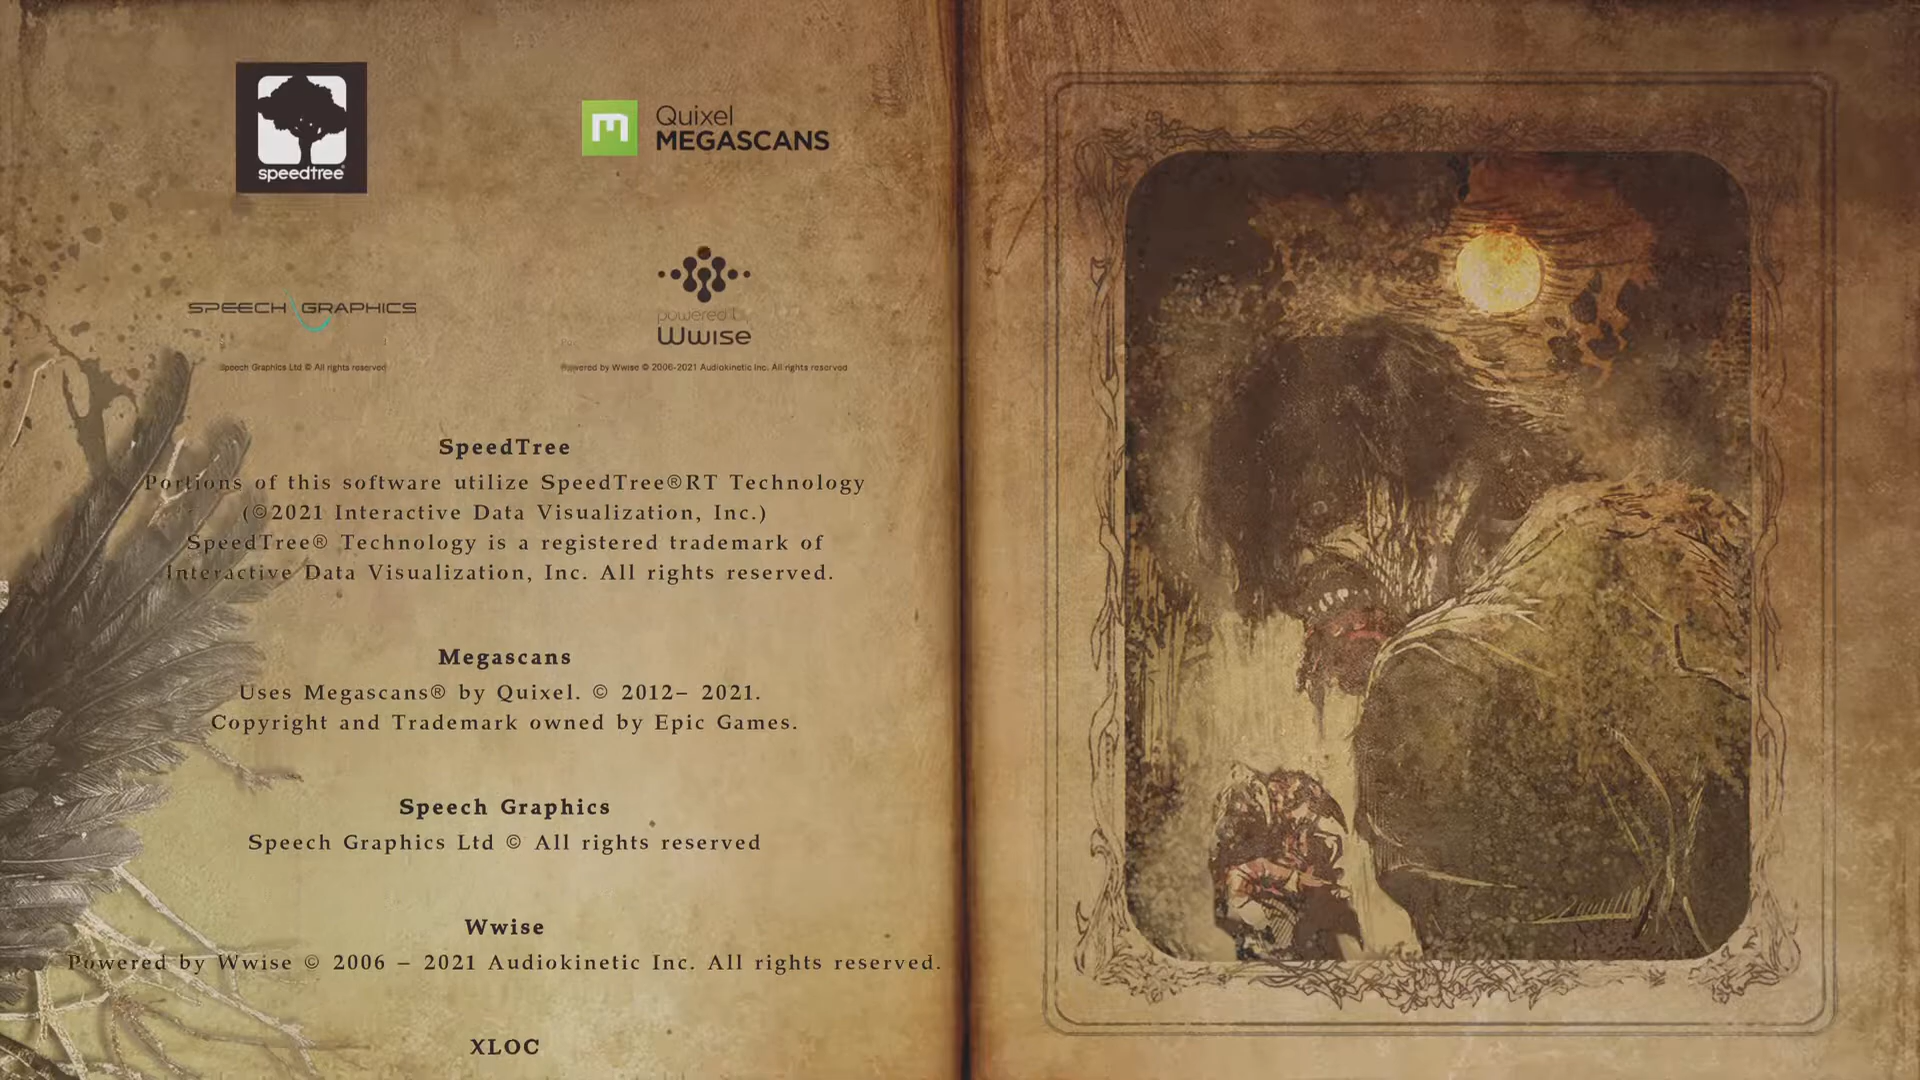 speedtree®
Quixel
MEGASCANS
SPEECH GRAPHICS
Speech Graphics Ltd © All rights reserved
powered by
Wwise
Powered by Wwise © 2006-2021 Audiokinetic Inc. All rights reserved
SpeedTree
Portions of this software utilize SpeedTree®RT Technology
(©2021 Interactive Data Visualization, Inc.)
SpeedTree® Technology is a registered trademark of
Interactive Data Visualization, Inc. All rights reserved.
Megascans
Uses Megascans® by Quixel. © 2012– 2021.
Copyright and Trademark owned by Epic Games.
Speech Graphics
Speech Graphics Ltd © All rights reserved
Wwise
Powered by Wwise © 2006 – 2021 Audiokinetic Inc. All rights reserved.
XLOC